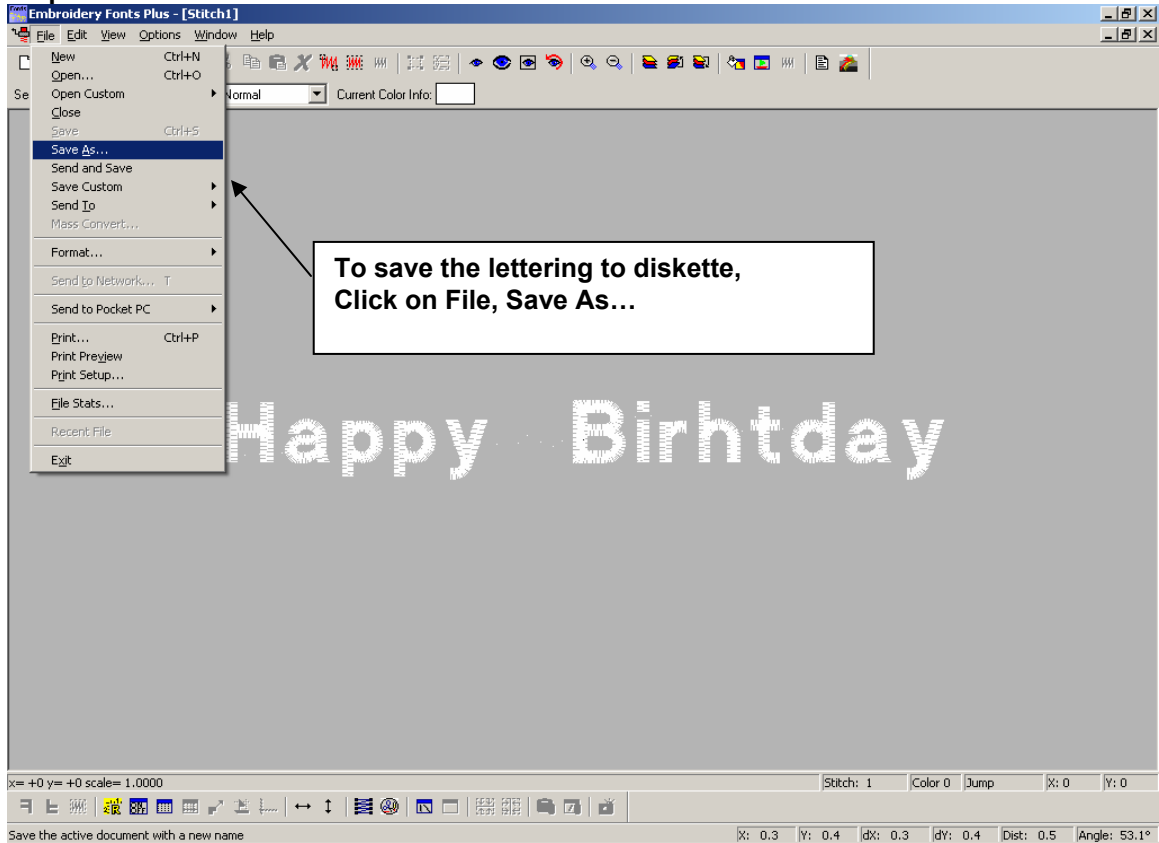 Embroidery Fonts Plus - [Stitch1]
File Edit View Options Window Help
New Ctrl+N
Open... Ctrl+O
Open Custom
Close
Save Ctrl+S
Save As...
Send and Save
Save Custom
Send To
Mass Convert...
Format...
Send to Network... T
Send to Pocket PC
Print... Ctrl+P
Print Preview
Print Setup...
File Stats...
Recent File
Exit
Se
Normal Current Color Info:
To save the lettering to diskette,
Click on File, Save As…
Happy Birhtday
x= +0 y= +0 scale= 1.0000 Stitch: 1 Color 0 Jump X: 0 Y: 0
Save the active document with a new name X: 0.3 Y: 0.4 dX: 0.3 dY: 0.4 Dist: 0.5 Angle: 53.1°